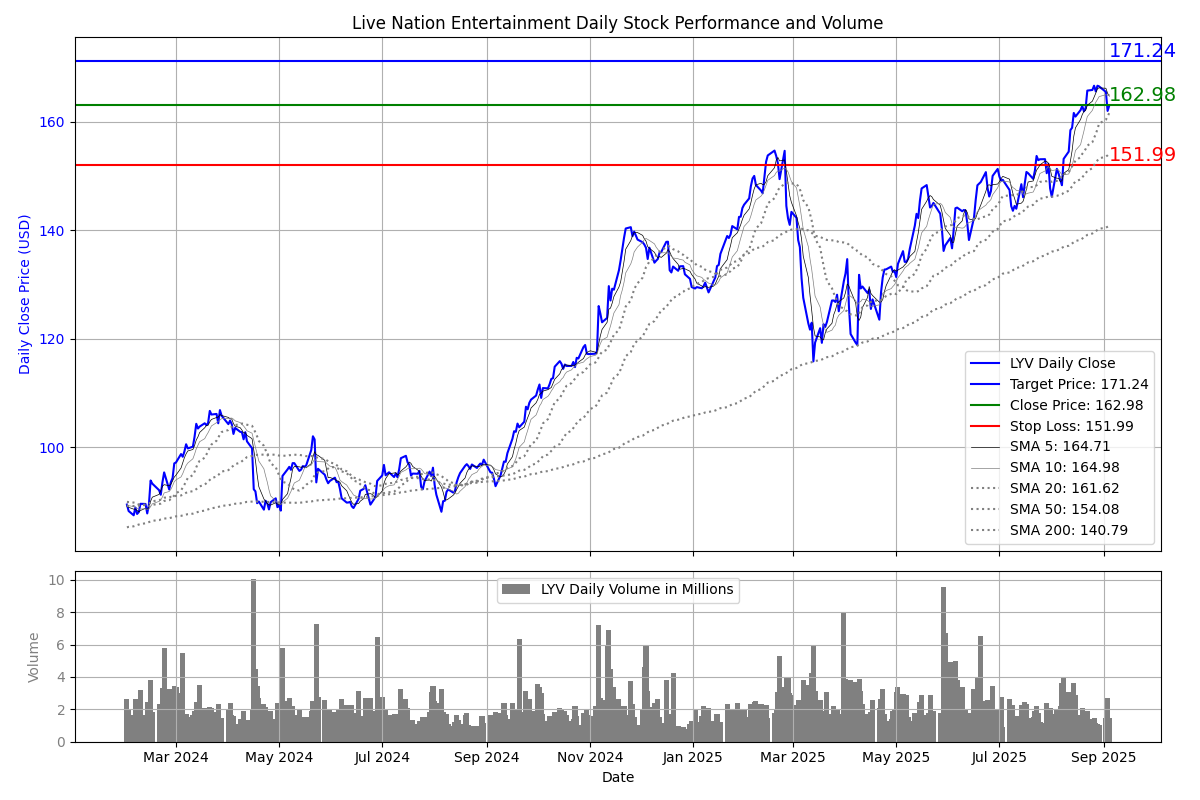 Live Nation Entertainment Daily Stock Performance and Volume
171.24
162.98
151.99
160
140
120
100
Daily Close Price (USD)
LYV Daily Close
Target Price: 171.24
Close Price: 162.98
Stop Loss: 151.99
SMA 5: 164.71
SMA 10: 164.98
SMA 20: 161.62
SMA 50: 154.08
SMA 200: 140.79
LYV Daily Volume in Millions
10
8
6
4
2
0
Volume
Mar 2024 May 2024 Jul 2024 Sep 2024 Nov 2024 Jan 2025 Mar 2025 May 2025 Jul 2025 Sep 2025
Date